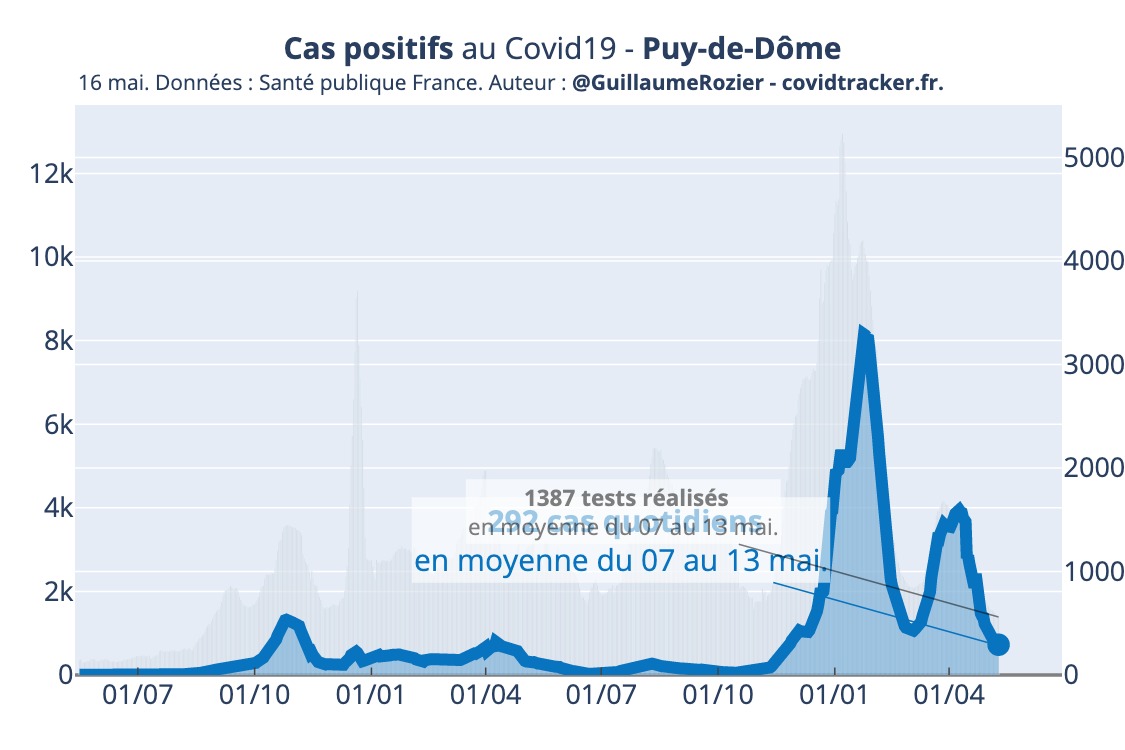 Cas positifs au Covid19 - Puy-de-Dôme
16 mai. Données : Santé publique France. Auteur : @GuillaumeRozier - covidtracker.fr.
12k
10k
8k
6k
4k
2k
0
5000
4000
3000
2000
1000
0
1387 tests réalisés
en moyenne du 07 au 13 mai.
292 cas quotidiens
en moyenne du 07 au 13 mai.
01/07
01/10
01/01
01/04
01/07
01/10
01/01
01/04